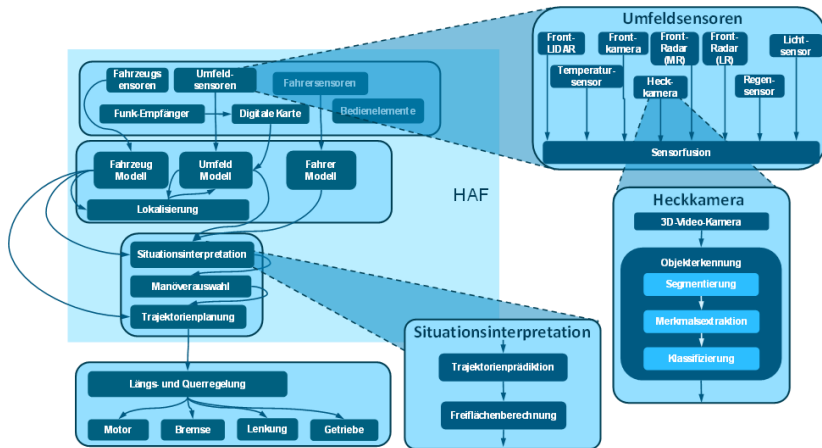 Umfeldsensoren
Front-
LIDAR
Front-
kamera
Front-
Radar
(MR)
Front-
Radar
(LR)
Licht-
sensor
Temperatur-
sensor
Heck-
kamera
Regen-
sensor
Sensorfusion
Fahrzeugs
ensoren
Umfeld-
sensoren
Fahrersensoren
Funk-Empfänger
Digitale Karte
Bedienelemente
Fahrzeug
Modell
Umfeld
Modell
Fahrer
Modell
Lokalisierung
HAF
Situationsinterpretation
Manöverauswahl
Trajektorienplanung
Längs- und Querregelung
Motor
Bremse
Lenkung
Getriebe
Situationsinterpretation
Trajektorienprädiktion
Freiflächenberechnung
Heckkamera
3D-Video-Kamera
Objekterkennung
Segmentierung
Merkmalsextraktion
Klassifizierung